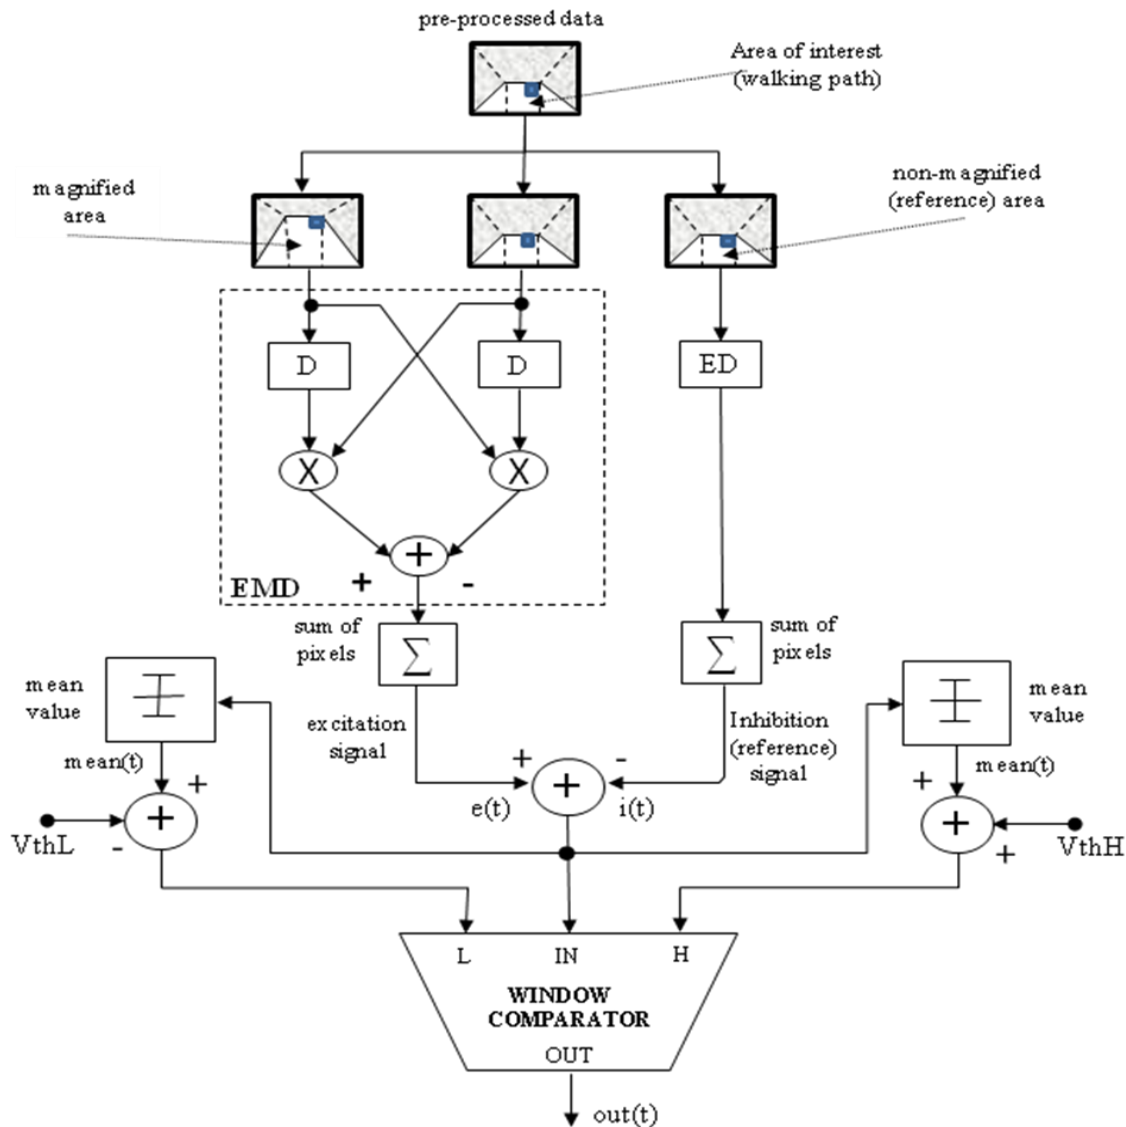 pre-processed data
Area of interest
(walking path)
magnified
area
non-magnified
(reference) area
D
D
ED
X
X
+
+
-
EMD
sum of
pixels
Σ
sum of
pixels
Σ
mean
value
mean
value
excitation
signal
Inhibition
(reference)
signal
mean(t)
mean(t)
+
-
+
e(t)
i(t)
+
+
-
VthL
+
+
+
VthH
L
IN
H
WINDOW
COMPARATOR
OUT
out(t)